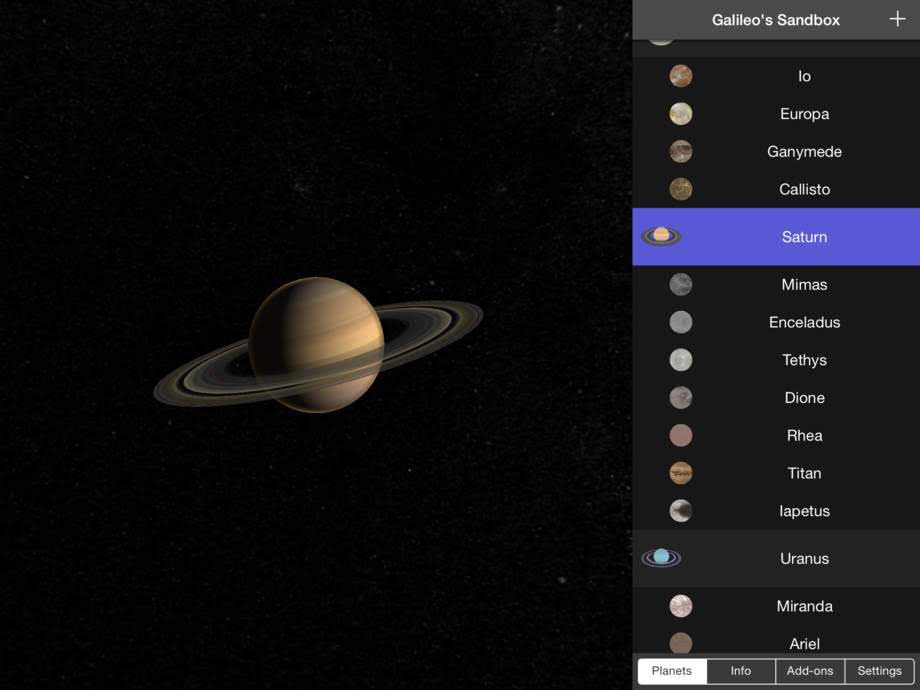 Galileo's Sandbox +
Io
Europa
Ganymede
Callisto
Saturn
Mimas
Enceladus
Tethys
Dione
Rhea
Titan
Iapetus
Uranus
Miranda
Ariel
Planets Info Add-ons Settings